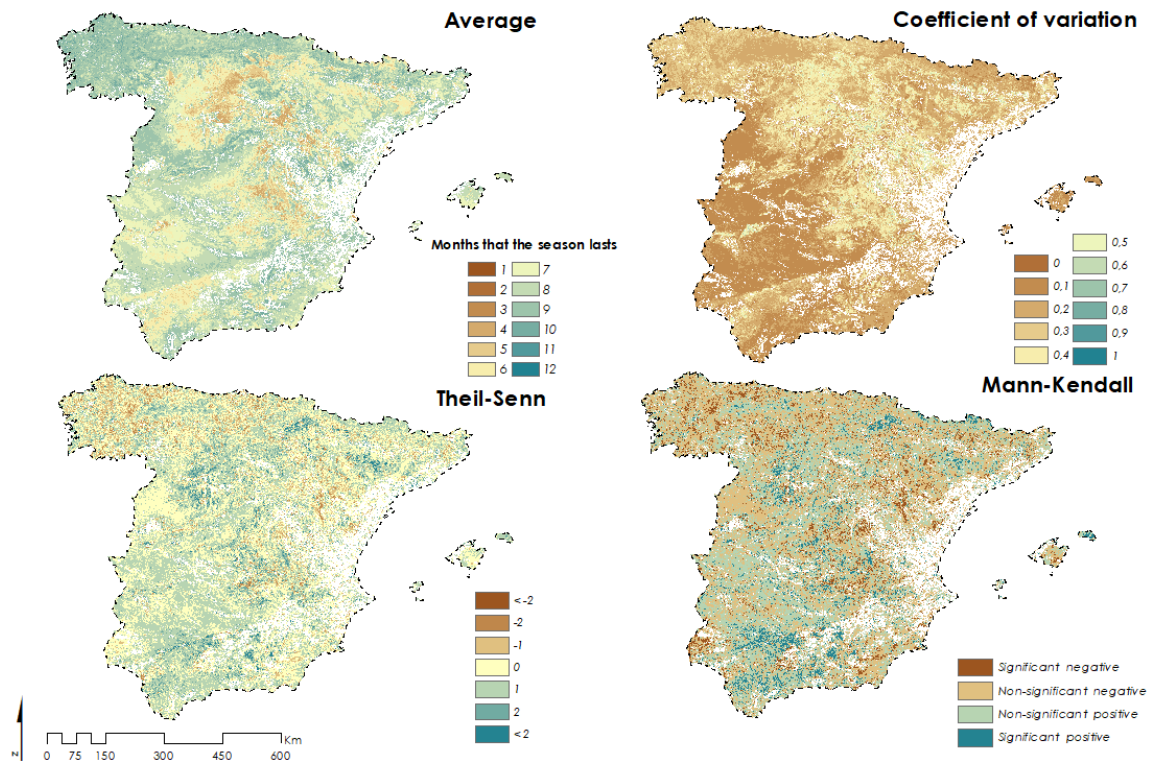 Average
Coefficient of variation
Months that the season lasts
1 7
2 8
3 9
4 10
5 11
6 12
0
0,1
0,2
0,3
0,4
0,5
0,6
0,7
0,8
0,9
1
Theil-Senn
Mann-Kendall
<-2
-2
-1
0
1
2
<2
Significant negative
Non-significant negative
Non-significant positive
Significant positive
N
Km
0 75 150 300 450 600